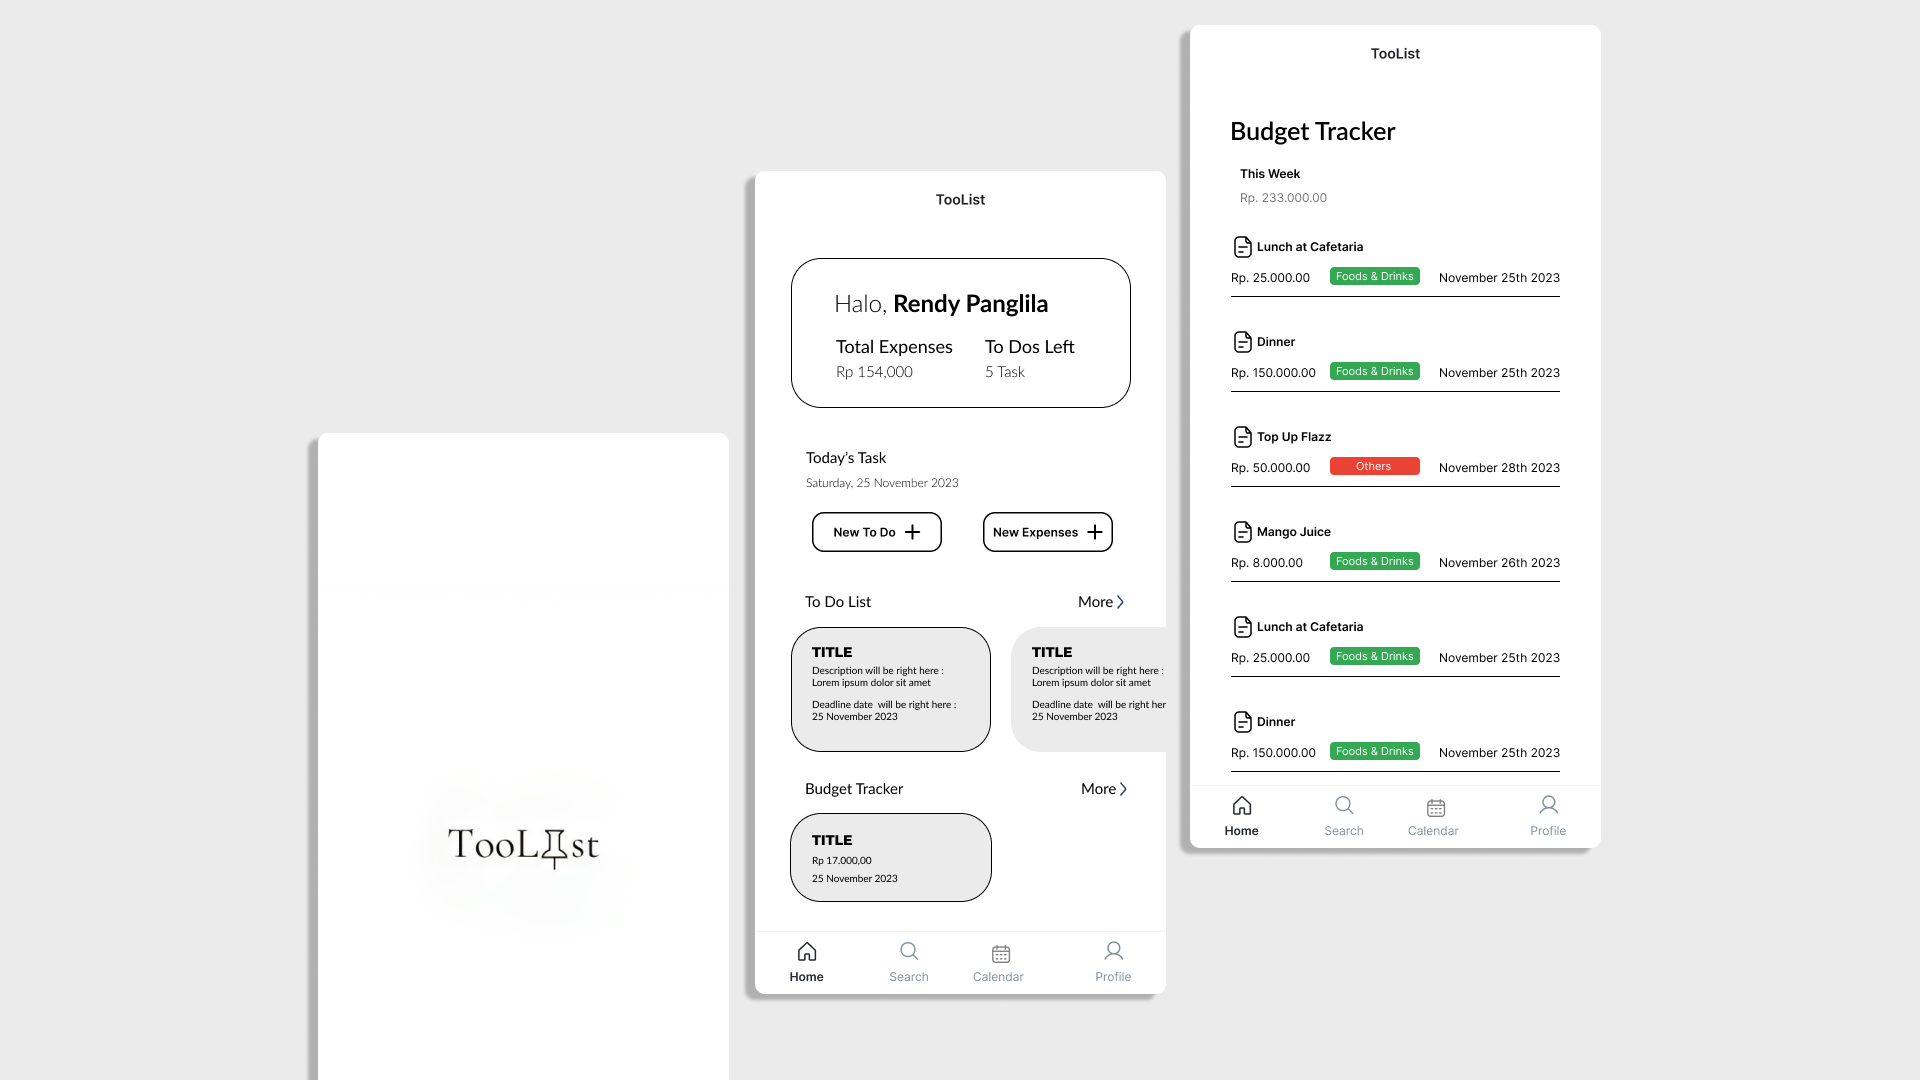 TooList
TooList
Halo, Rendy Panglila
Total Expenses To Dos Left
Rp 154,000 5 Task
Today's Task
Saturday, 25 November 2023
New To Do New Expenses
To Do List More
TITLE
Description will be right here :
Lorem ipsum dolor sit amet
Deadline date will be right here :
25 November 2023
TITLE
Description will be right here :
Lorem ipsum dolor sit amet
Deadline date will be right her
25 November 2023
Budget Tracker More
TITLE
Rp 17.000,00
25 November 2023
Home Search Calendar Profile
TooList
Budget Tracker
This Week
Rp. 233.000.00
Lunch at Cafetaria
Rp. 25.000.00 Foods & Drinks November 25th 2023
Dinner
Rp. 150.000.00 Foods & Drinks November 25th 2023
Top Up Flazz
Rp. 50.000.00 Others November 28th 2023
Mango Juice
Rp. 8.000.00 Foods & Drinks November 26th 2023
Lunch at Cafetaria
Rp. 25.000.00 Foods & Drinks November 25th 2023
Dinner
Rp. 150.000.00 Foods & Drinks November 25th 2023
Home Search Calendar Profile